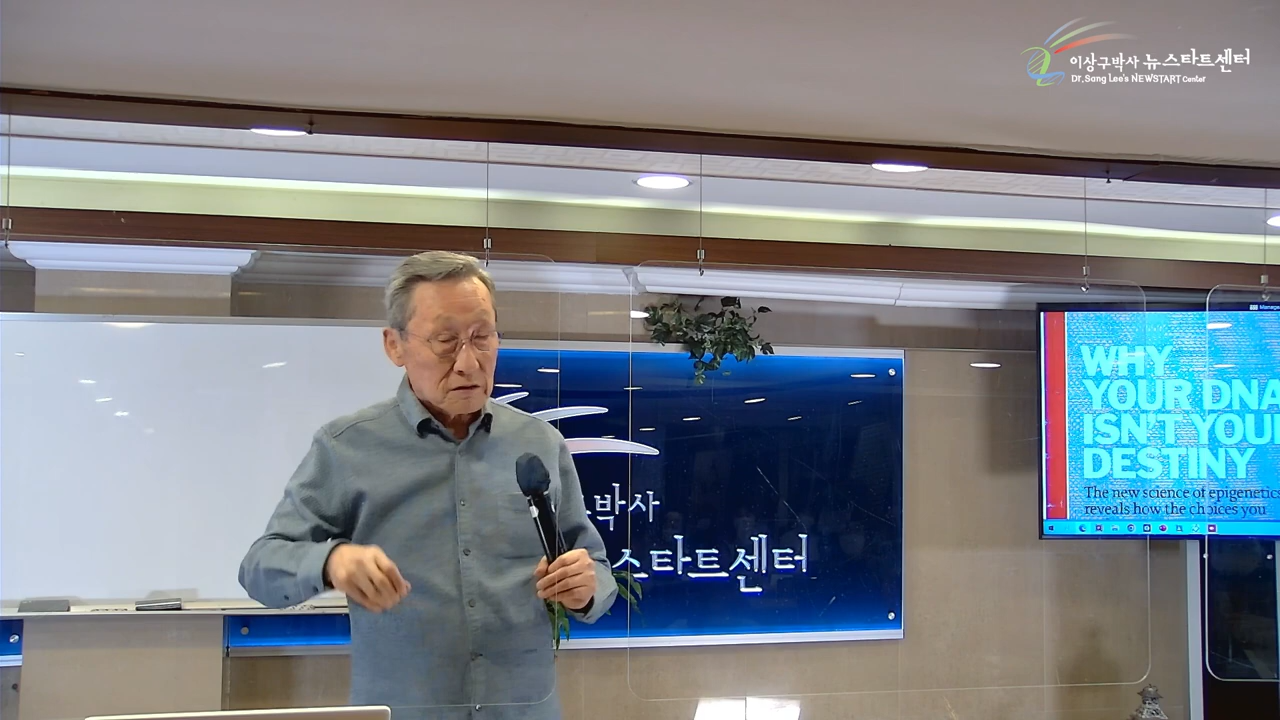 이상구박사 뉴스타트센터
Dr. Sang Lee's NEWSTART Center
WHY
YOUR DNA
ISN'T YOUR
DESTINY
The new science of epigenetics
reveals how the choices you
박사
스타트센터